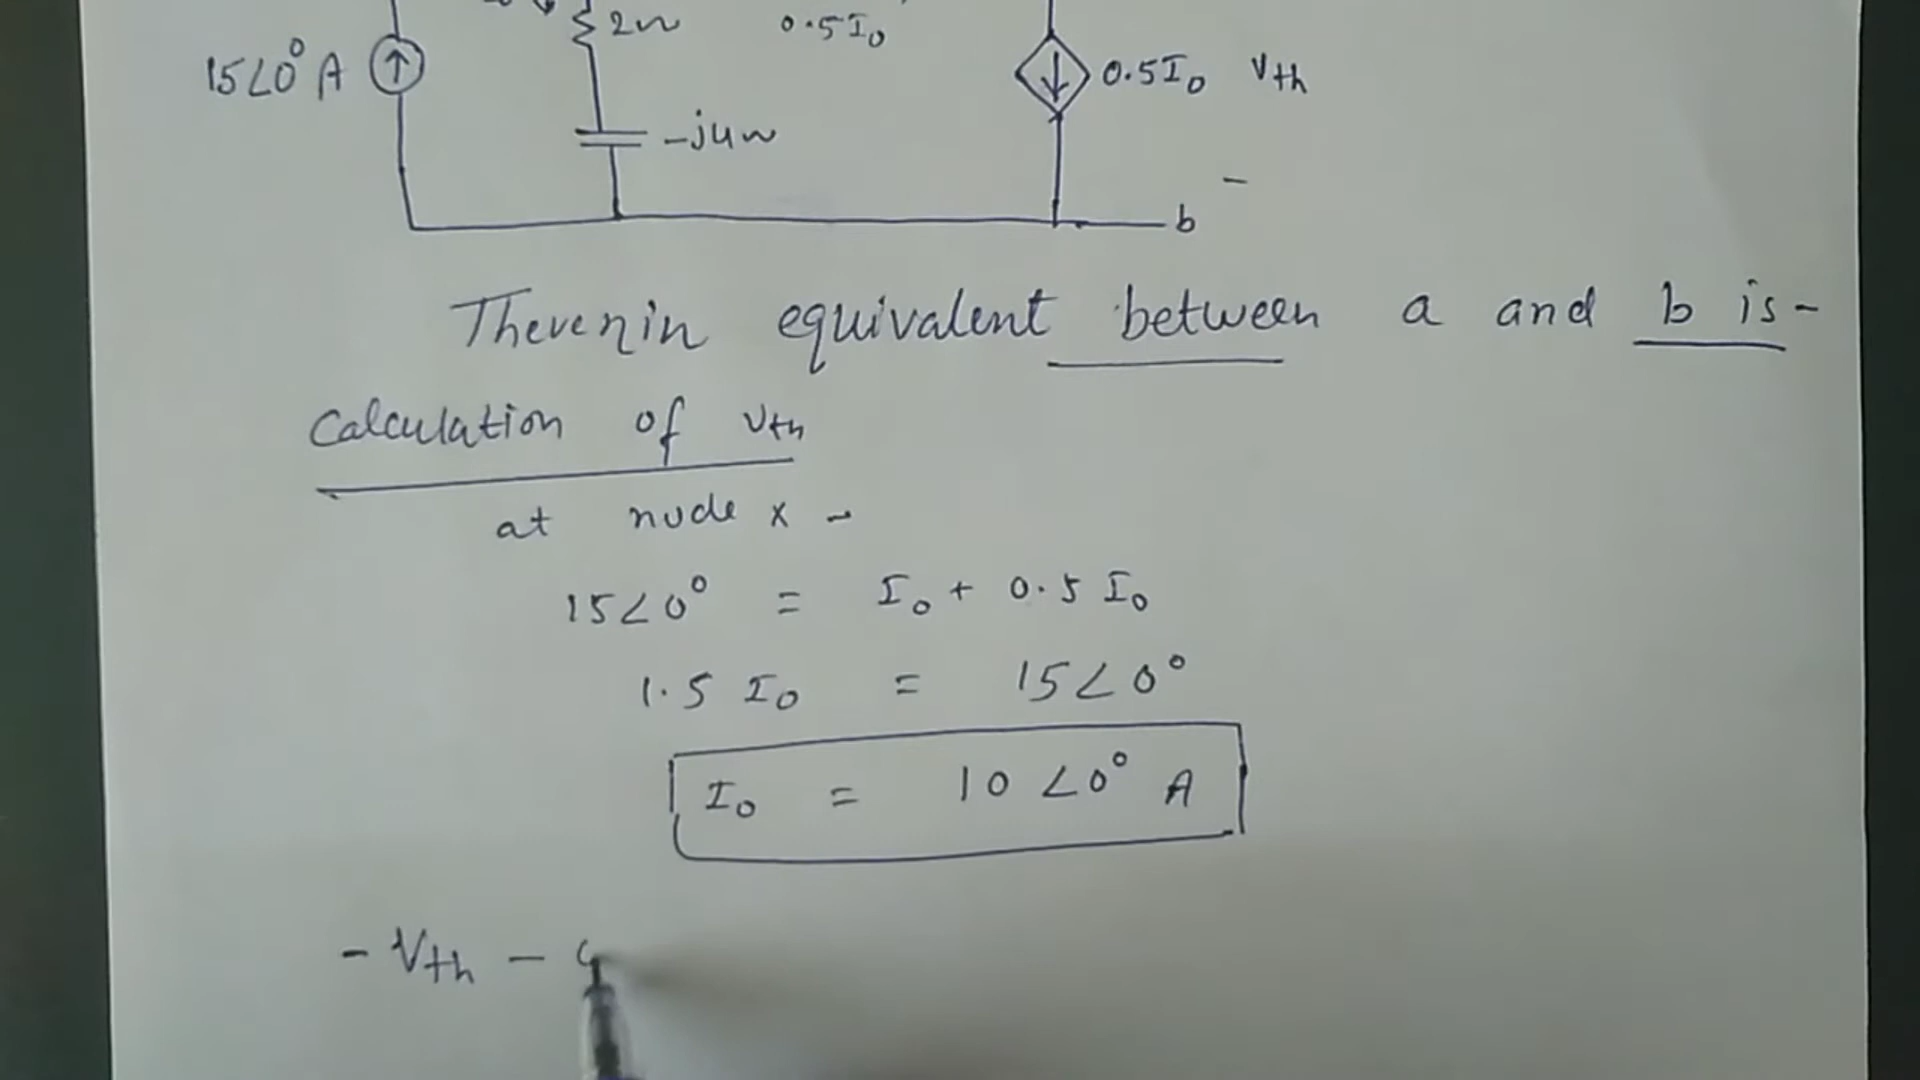 2Ω 0.5I₀
15∠0° A 0.5I₀ Vth
-j4Ω
-
b
Thevenin equivalent between a and b is-
Calculation of Vth
at node x -
15∠0° = I₀ + 0.5 I₀
1.5 I₀ = 15∠0°
I₀ = 10∠0° A
- Vth -